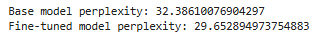 Base model perplexity: 32.38610076904297
Fine-tuned model perplexity: 29.652894973754883